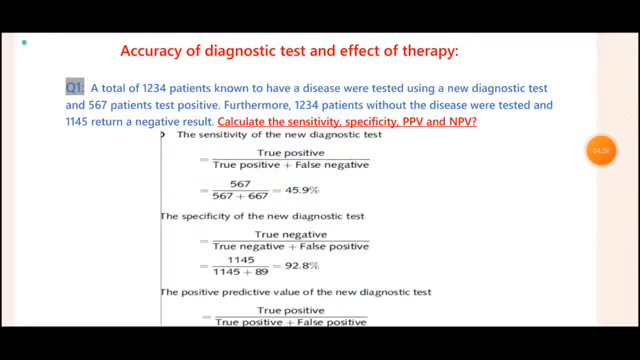 Accuracy of diagnostic test and effect of therapy:
Q1: A total of 1234 patients known to have a disease were tested using a new diagnostic test
and 567 patients test positive. Furthermore, 1234 patients without the disease were tested and
1145 return a negative result. Calculate the sensitivity, specificity, PPV and NPV?
The sensitivity of the new diagnostic test
= True positive
True positive + False negative
= 567
567 + 667 = 45.9%
04:39
The specificity of the new diagnostic test
= True negative
True negative + False positive
= 1145
1145 + 89 = 92.8%
The positive predictive value of the new diagnostic test
= True positive
True positive + False positive